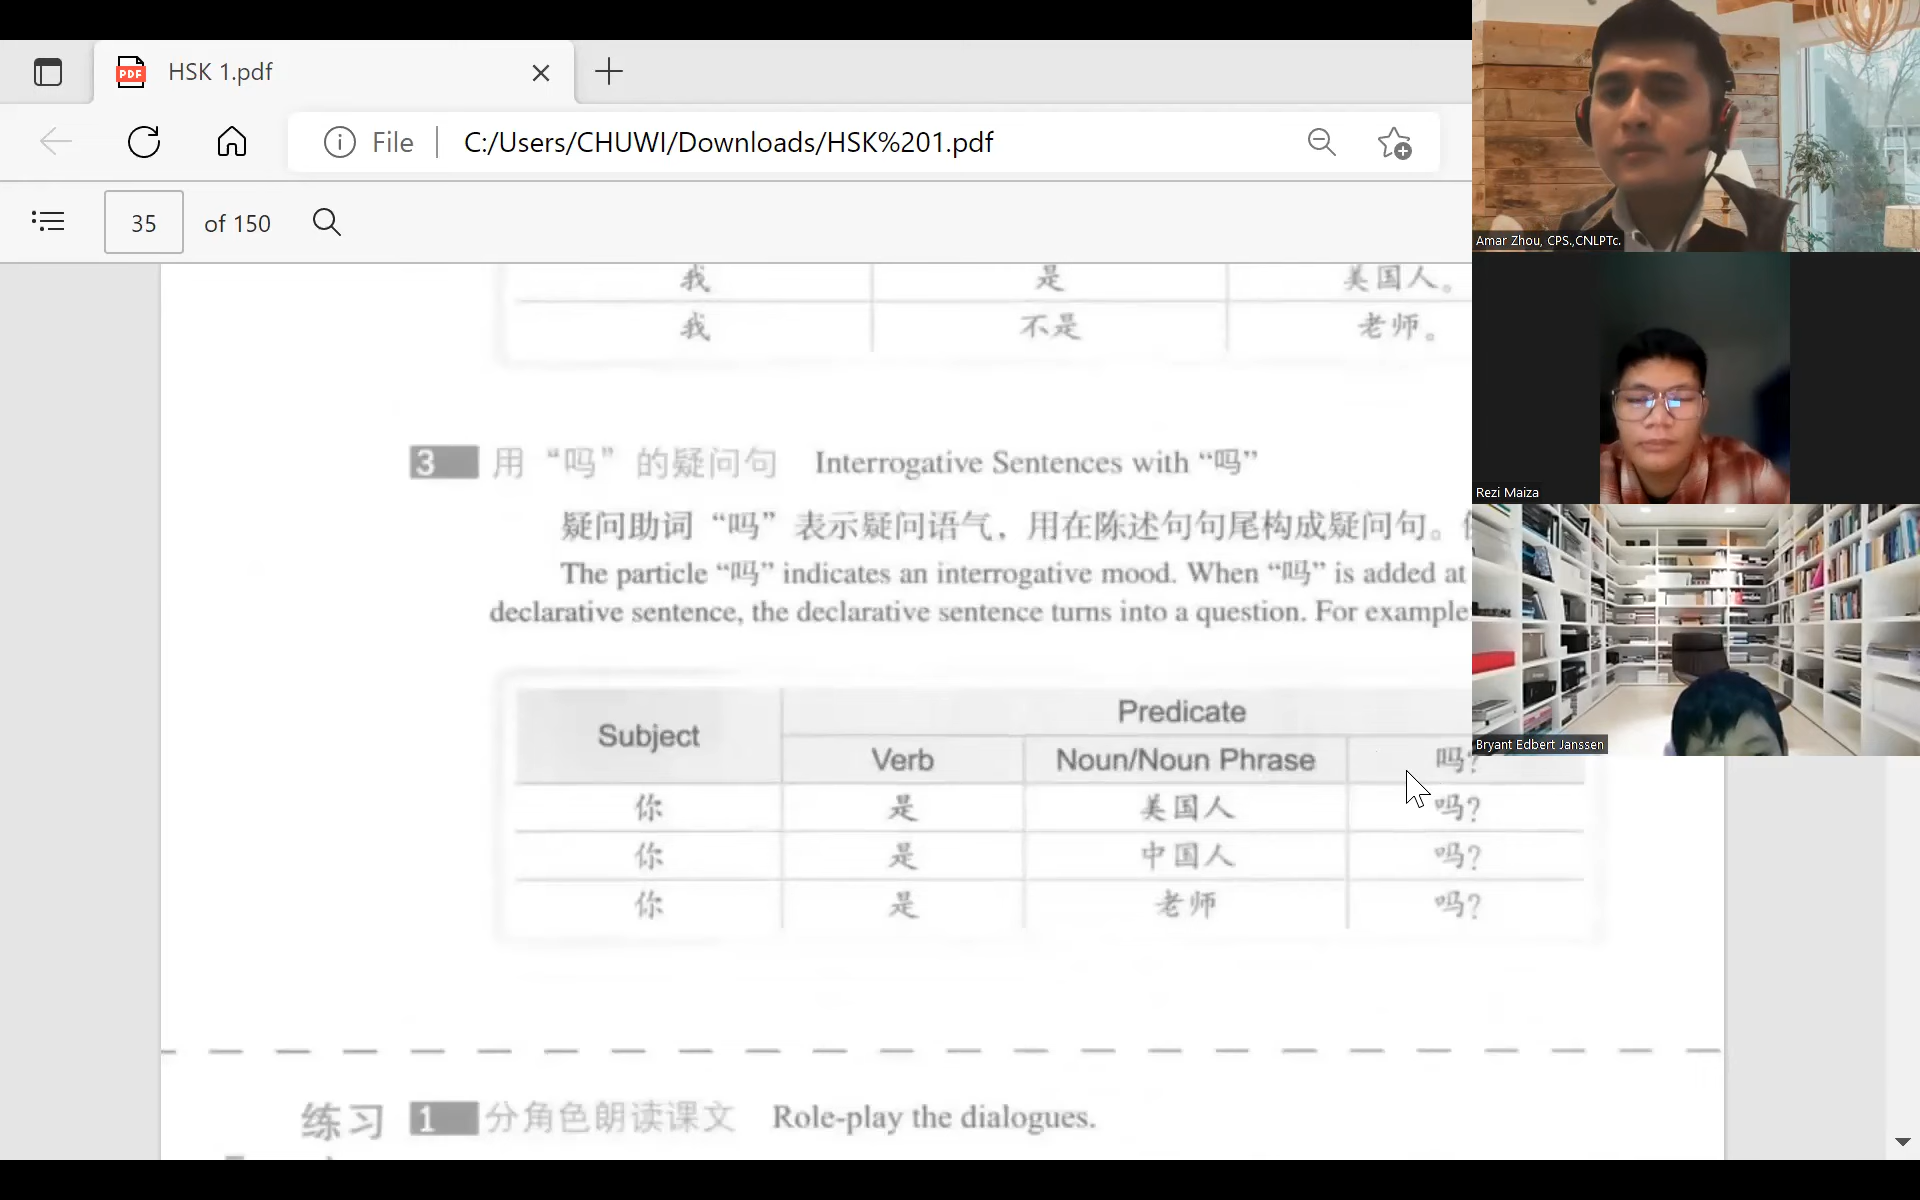 HSK 1.pdf
File
C:/Users/CHUWI/Downloads/HSK%201.pdf
35 of 150
我 是 美国人。
我 不是 老师。
3 用“吗”的疑问句 Interrogative Sentences with “吗”
疑问助词“吗”表示疑问语气，用在陈述句句尾构成疑问句。
The particle “吗” indicates an interrogative mood. When “吗” is added at
declarative sentence, the declarative sentence turns into a question. For example
Subject
Predicate
Verb Noun/Noun Phrase 吗?
你 是 美国人 吗?
你 是 中国人 吗?
你 是 老师 吗?
练习 1 分角色朗读课文 Role-play the dialogues.
Amar Zhou, CPS.,CNLPTc.
Rezi Maiza
Bryant Edbert Janssen